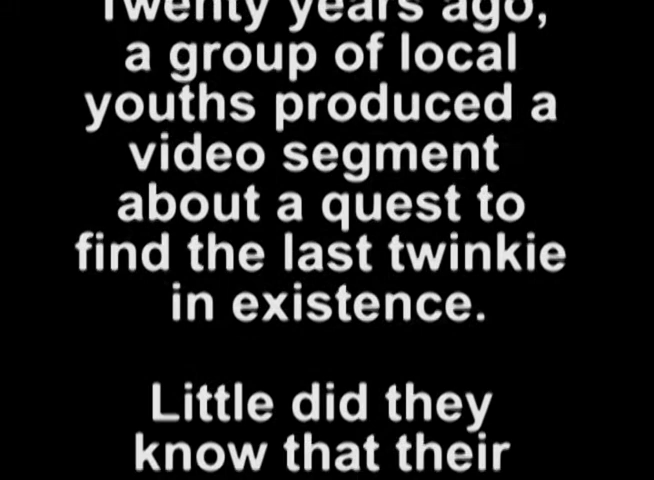 Twenty years ago,
a group of local
youths produced a
video segment
about a quest to
find the last twinkie
in existence.
Little did they
know that their